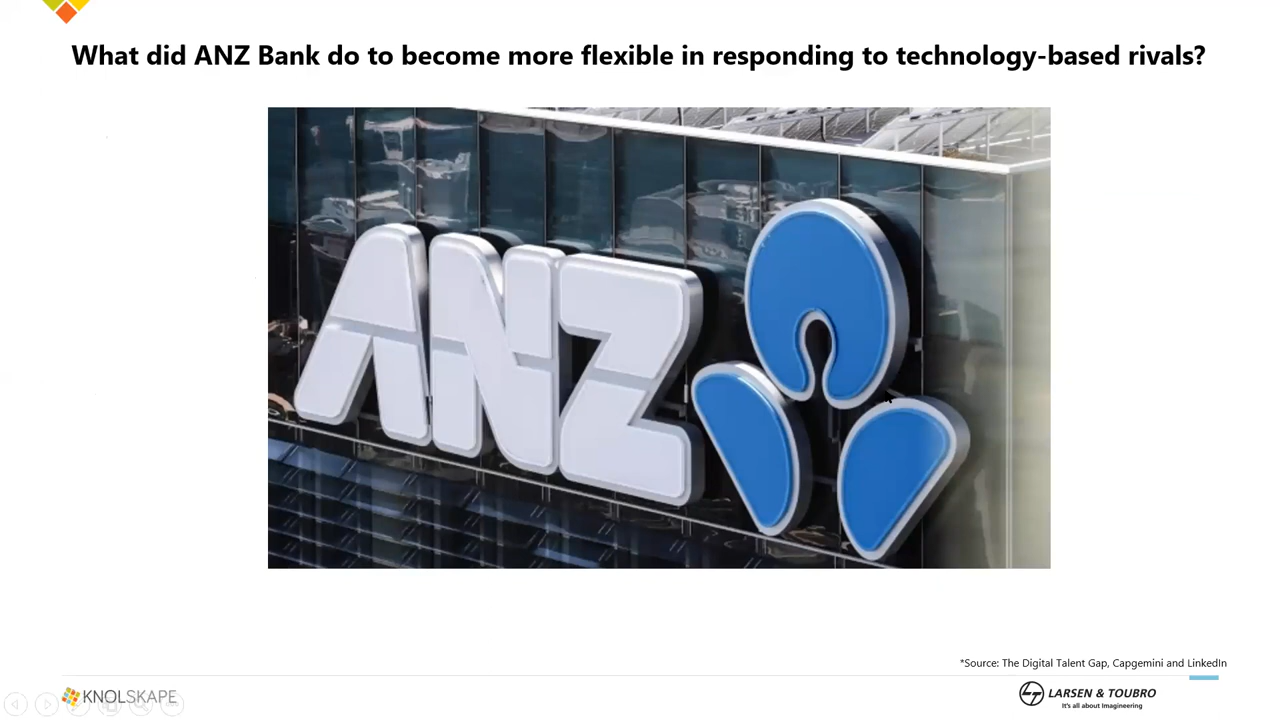 What did ANZ Bank do to become more flexible in responding to technology-based rivals?
ANZ
*Source: The Digital Talent Gap, Capgemini and LinkedIn
KNOLSKAPE
LARSEN & TOUBRO
It's all about Imagineering